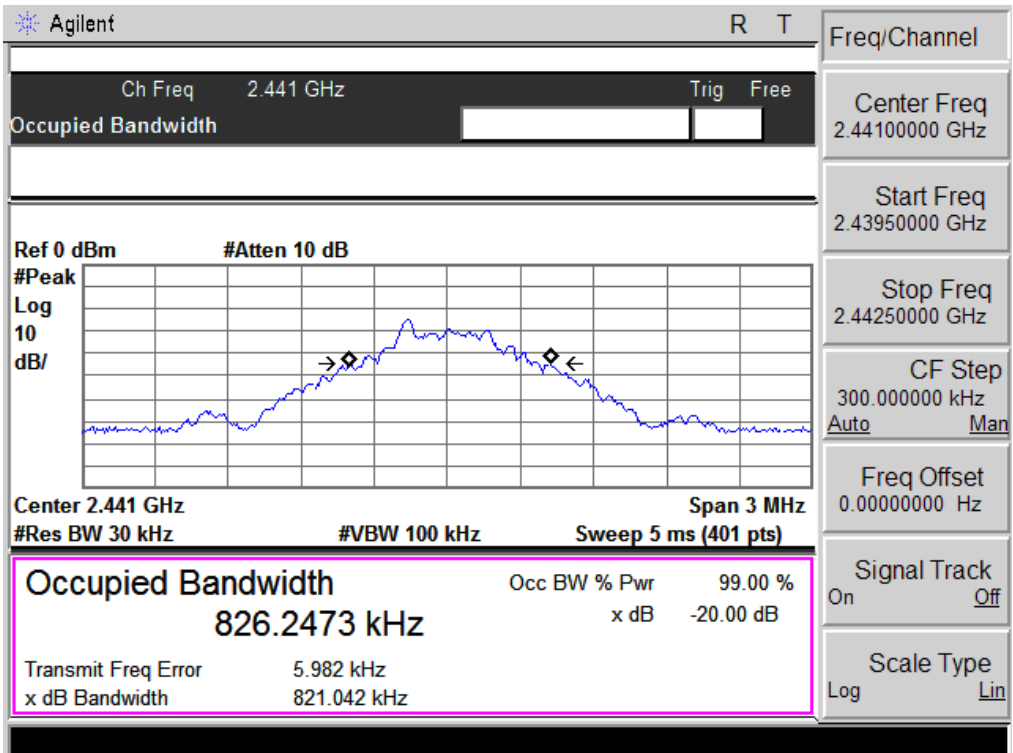 Agilent R T
Ch Freq 2.441 GHz Trig Free
Occupied Bandwidth
Ref 0 dBm #Atten 10 dB
#Peak
Log
10
dB/
Center 2.441 GHz Span 3 MHz
#Res BW 30 kHz #VBW 100 kHz Sweep 5 ms (401 pts)
Occupied Bandwidth
826.2473 kHz
Occ BW % Pwr 99.00 %
x dB -20.00 dB
Transmit Freq Error 5.982 kHz
x dB Bandwidth 821.042 kHz
Freq/Channel
Center Freq
2.44100000 GHz
Start Freq
2.43950000 GHz
Stop Freq
2.44250000 GHz
CF Step
300.000000 kHz
Auto Man
Freq Offset
0.00000000 Hz
Signal Track
On Off
Scale Type
Log Lin